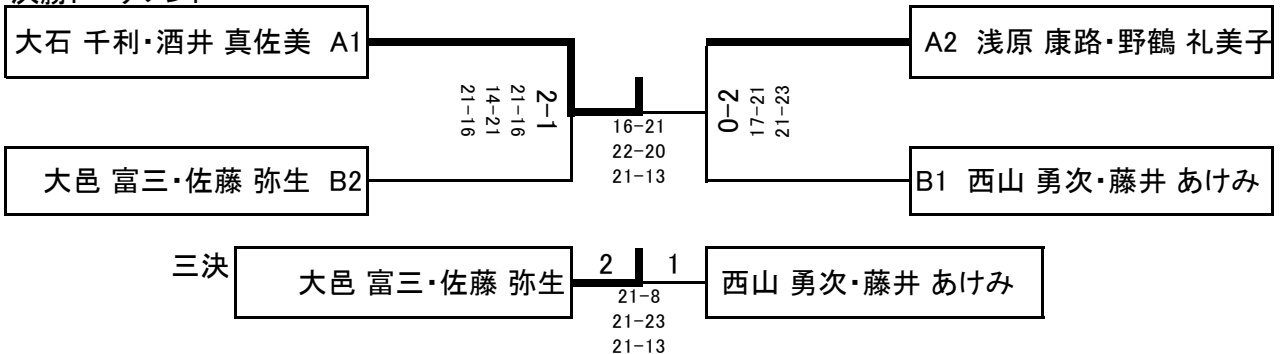 大石 千利・酒井 真佐美 A1
A2 浅原 康路・野鶴 礼美子
2-1
21-16
14-21
21-16
16-21
22-20
21-13
0-2
17-21
21-23
大邑 富三・佐藤 弥生 B2
B1 西山 勇次・藤井 あけみ
三決
大邑 富三・佐藤 弥生
2
1
西山 勇次・藤井 あけみ
21-8
21-23
21-13